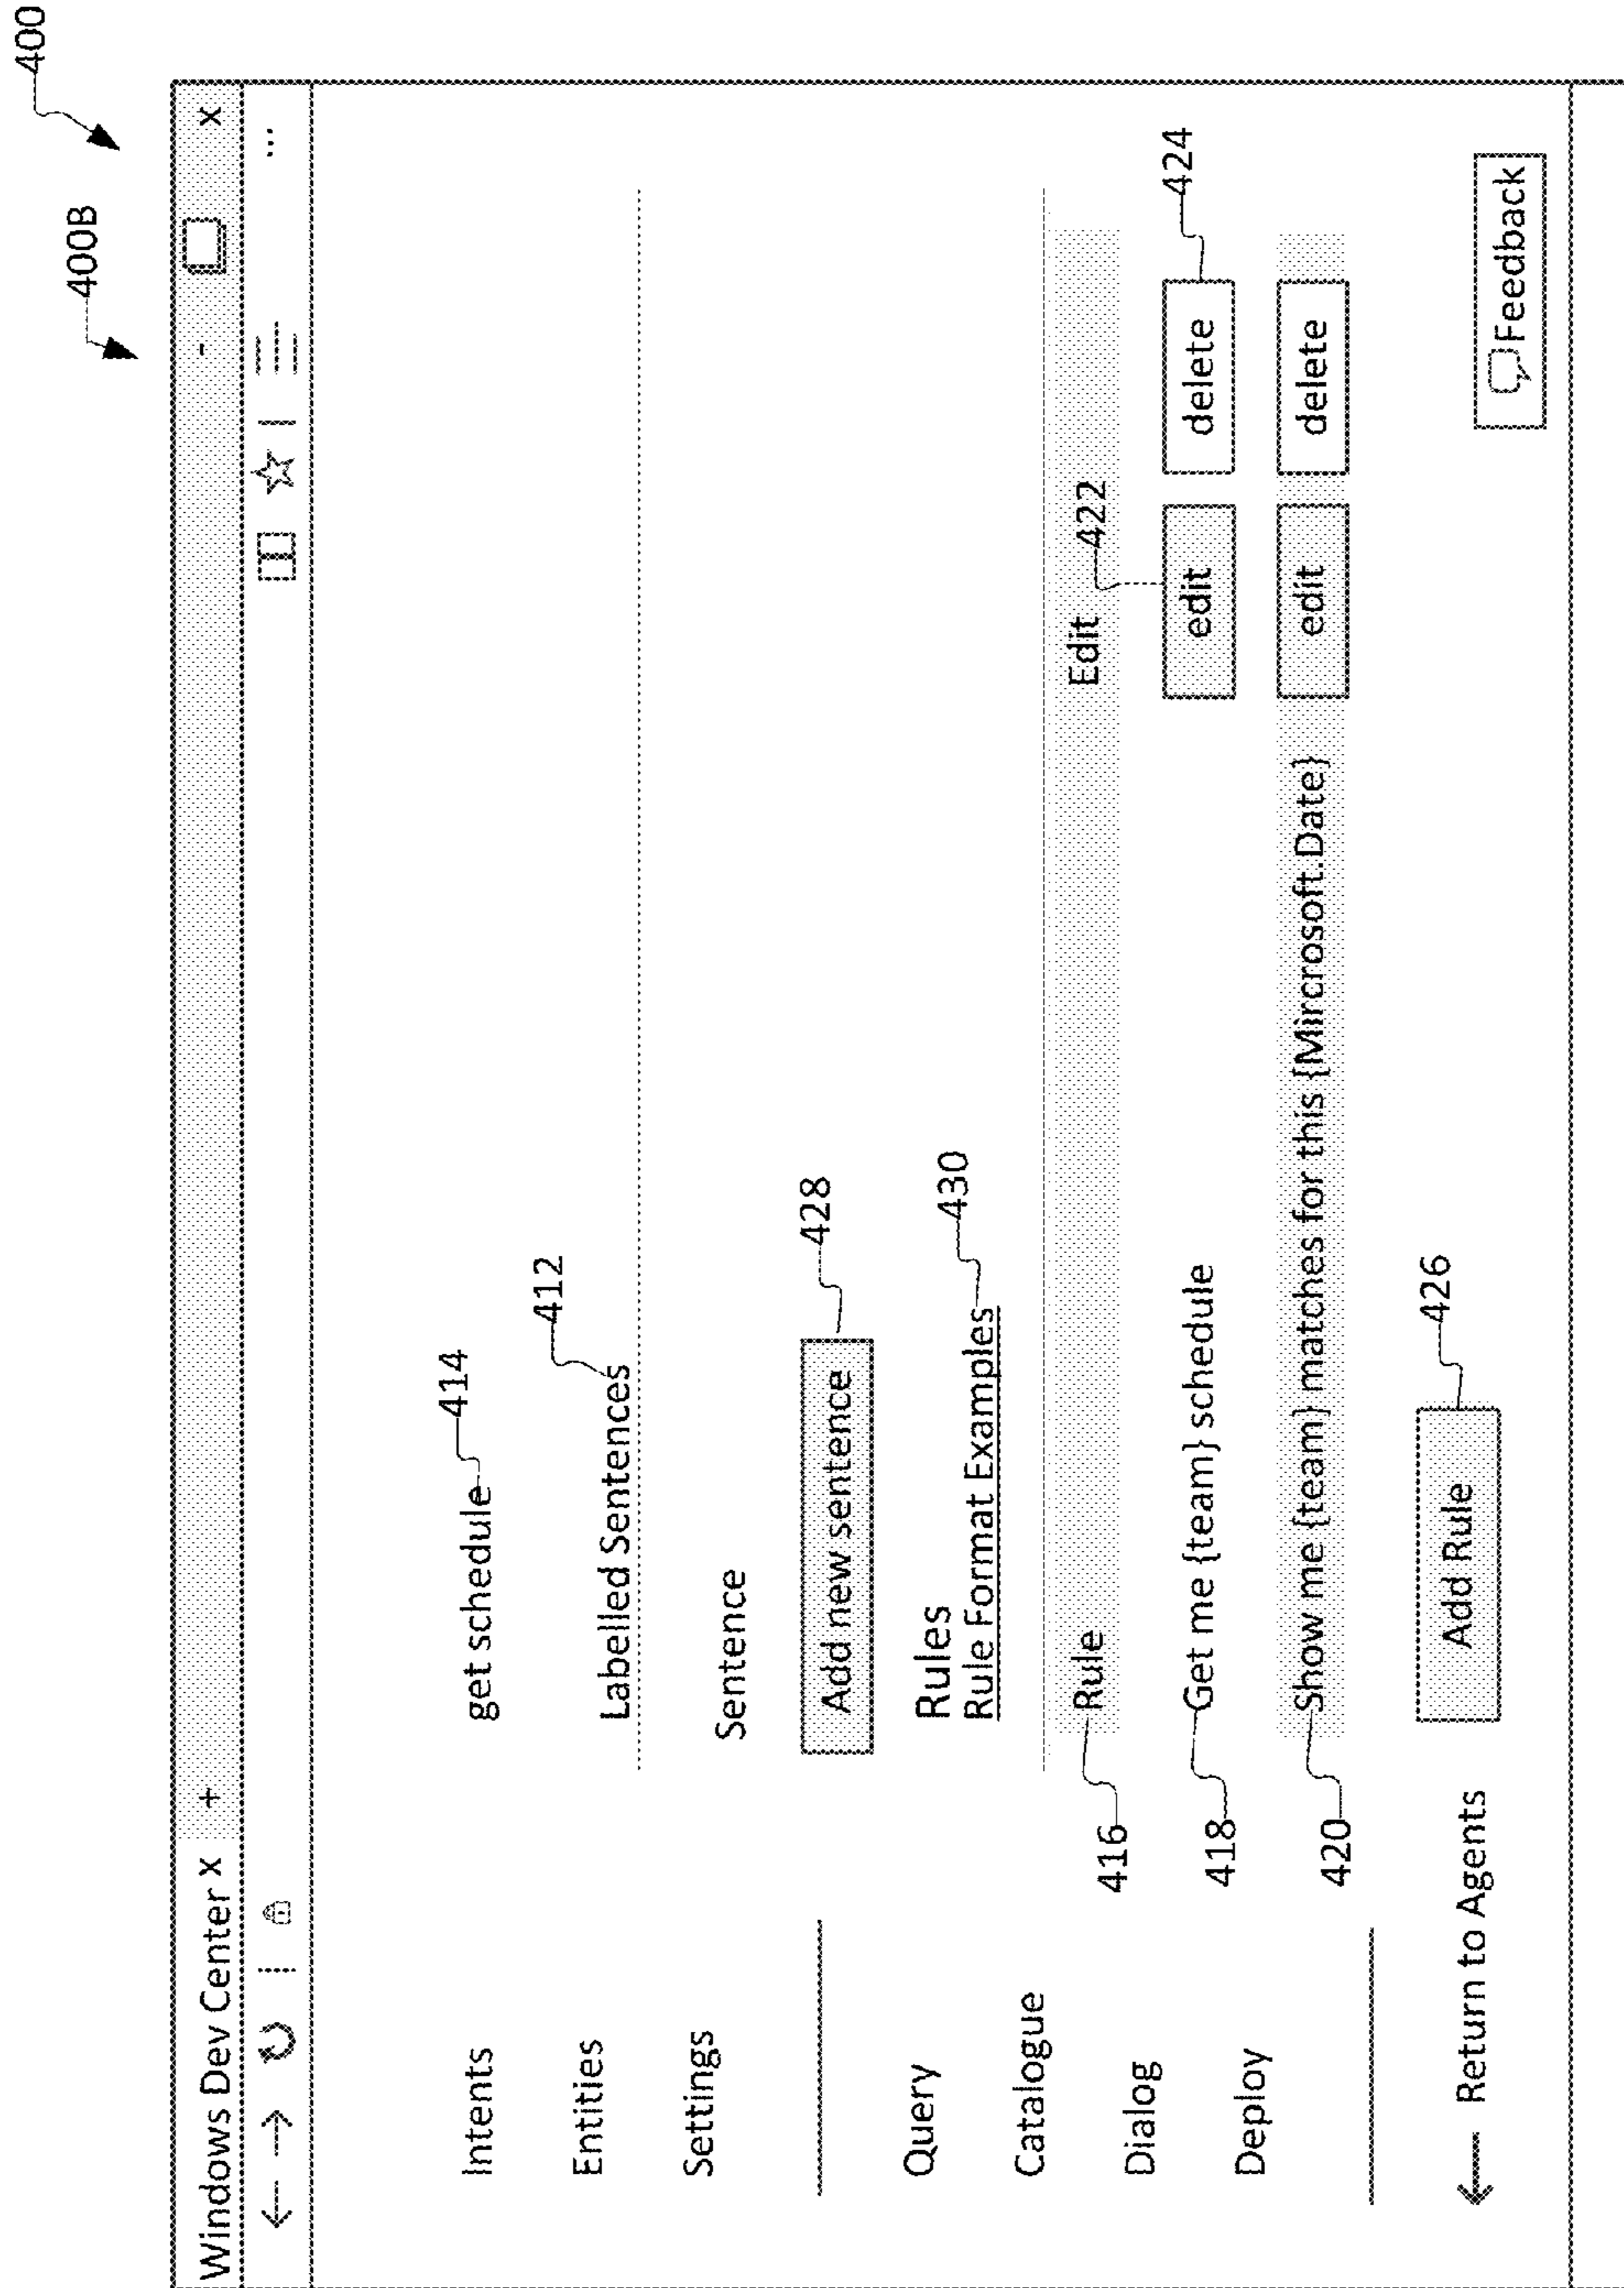 400
400B
Windows Dev Center x + - x
...
Intents
Entities
Settings
Query
Catalogue
Dialog
Deploy
Return to Agents
get schedule 414
412
Labelled Sentences
Sentence
Add new sentence 428
Rules
Rule Format Examples 430
416 Rule Edit 422
418 Get me {team} schedule edit delete 424
420 Show me {team} matches for this {Mircrosoft.Date} edit delete
Add Rule 426
Feedback